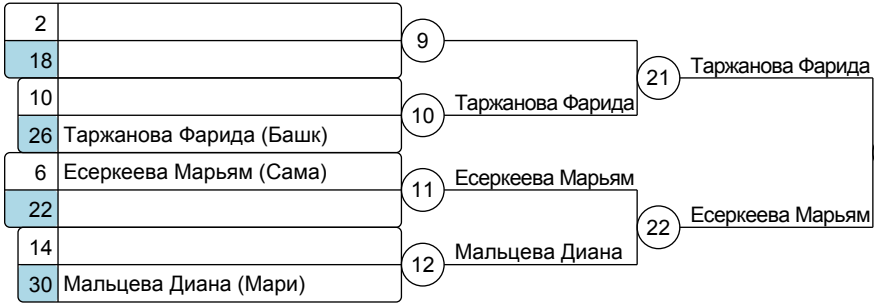 2
9
18
21 Таржанова Фарида
10
10 Таржанова Фарида
26 Таржанова Фарида (Башк)
6 Есеркеева Марьям (Сама)
11 Есеркеева Марьям
22
22 Есеркеева Марьям
14
12 Мальцева Диана
30 Мальцева Диана (Мари)